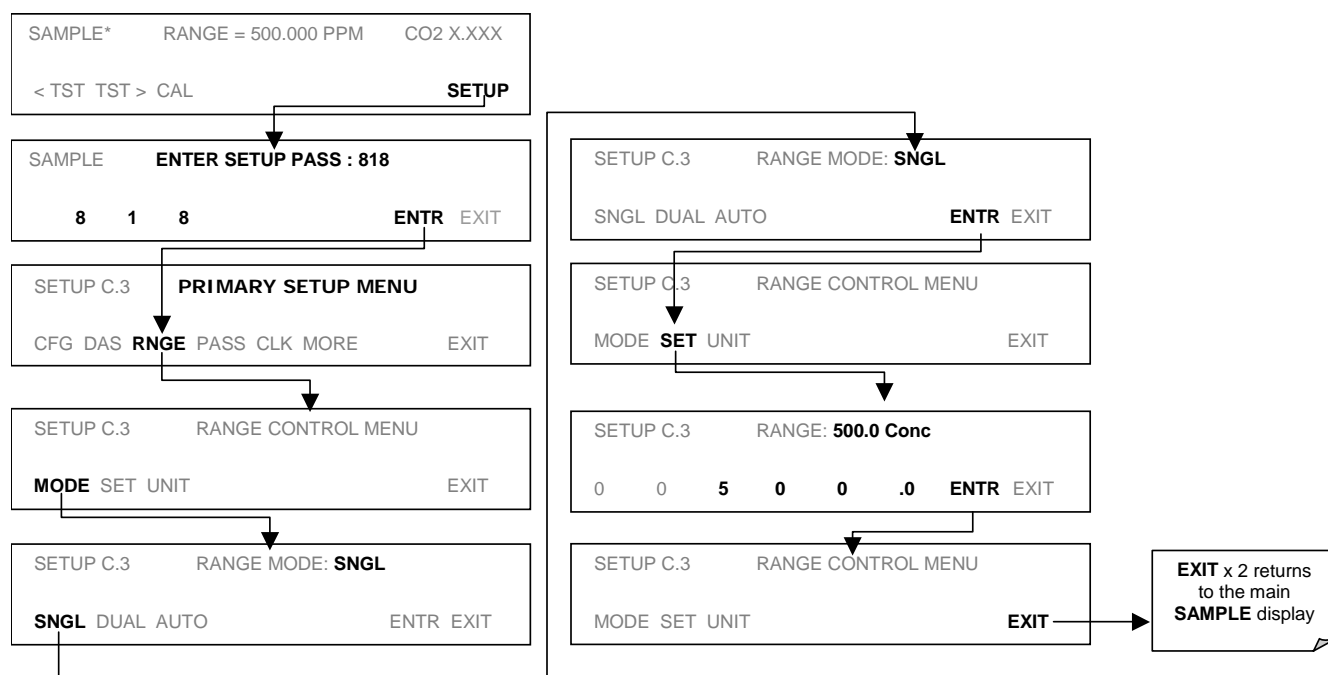 SAMPLE* RANGE = 500.000 PPM CO2 X.XXX
< TST TST > CAL SETUP
SAMPLE ENTER SETUP PASS : 818
8 1 8 ENTR EXIT
SETUP C.3 PRIMARY SETUP MENU
CFG DAS RNGE PASS CLK MORE EXIT
SETUP C.3 RANGE CONTROL MENU
MODE SET UNIT EXIT
SETUP C.3 RANGE MODE: SNGL
SNGL DUAL AUTO ENTR EXIT
SETUP C.3 RANGE MODE: SNGL
SNGL DUAL AUTO ENTR EXIT
SETUP C.3 RANGE CONTROL MENU
MODE SET UNIT EXIT
SETUP C.3 RANGE: 500.0 Conc
0 0 5 0 0 .0 ENTR EXIT
SETUP C.3 RANGE CONTROL MENU
MODE SET UNIT EXIT
EXIT x 2 returns
to the main
SAMPLE display